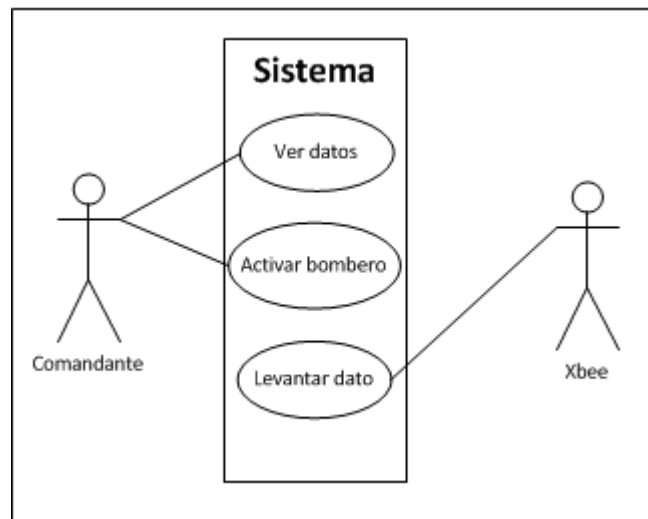 Sistema
Ver datos
Activar bombero
Levantar dato
Comandante
Xbee